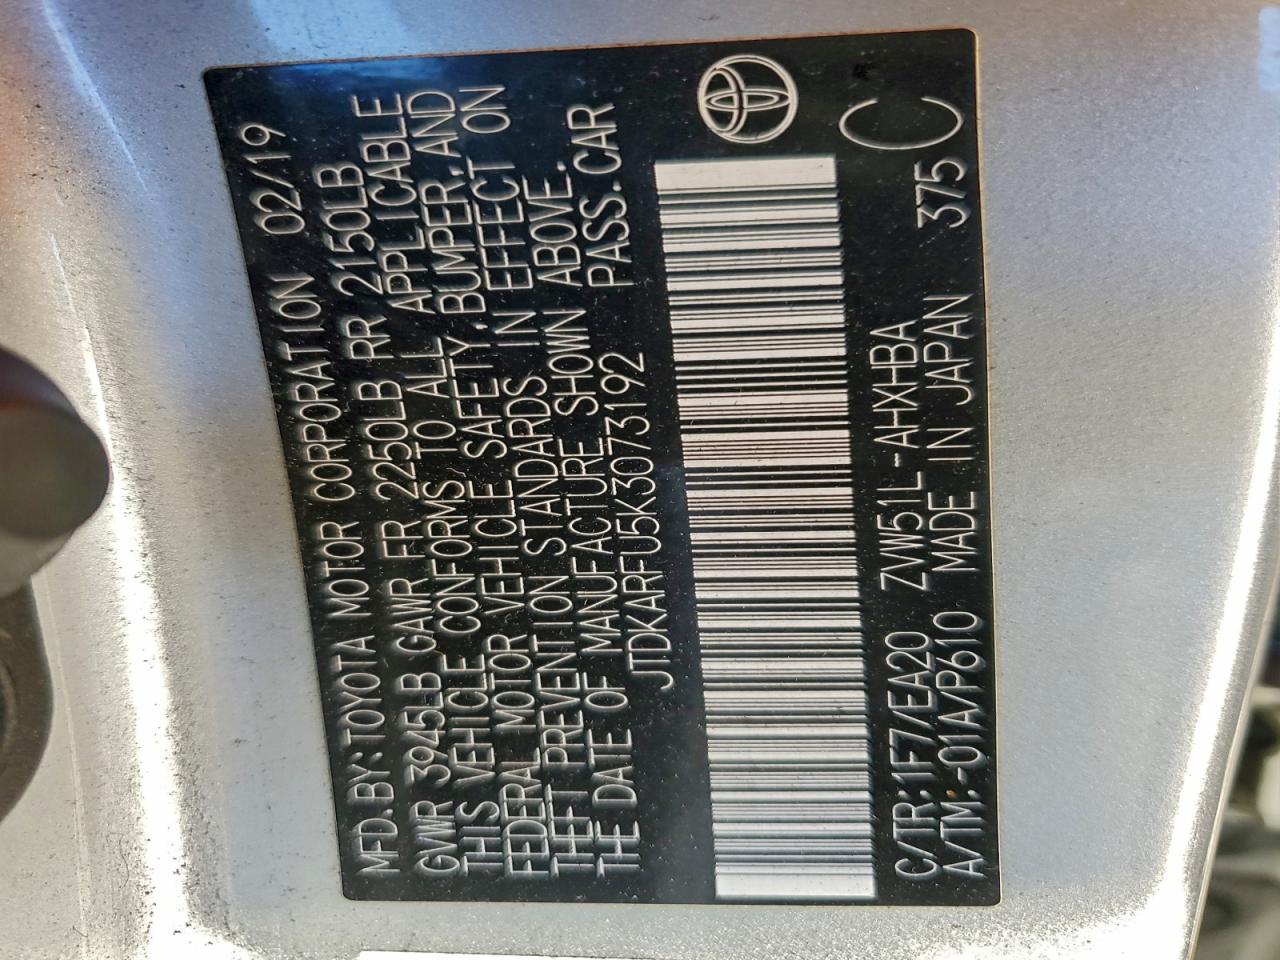 MFD.BY:TOYOTA MOTOR CORPORATION 02/19
GVWR 3945LB GAWR FR 2250LB RR 2150LB
THIS VEHICLE CONFORMS TO ALL APPLICABLE
FEDERAL MOTOR VEHICLE SAFETY,BUMPER,AND
THEFT PREVENTION STANDARDS IN EFFECT ON
THE DATE OF MANUFACTURE SHOWN ABOVE.
JTDKARFU5K3073192 PASS.CAR
C/TR:1F7/EA20 ZVW51L-AHXHBA C
A/TM:-01A/P610 MADE IN JAPAN 375